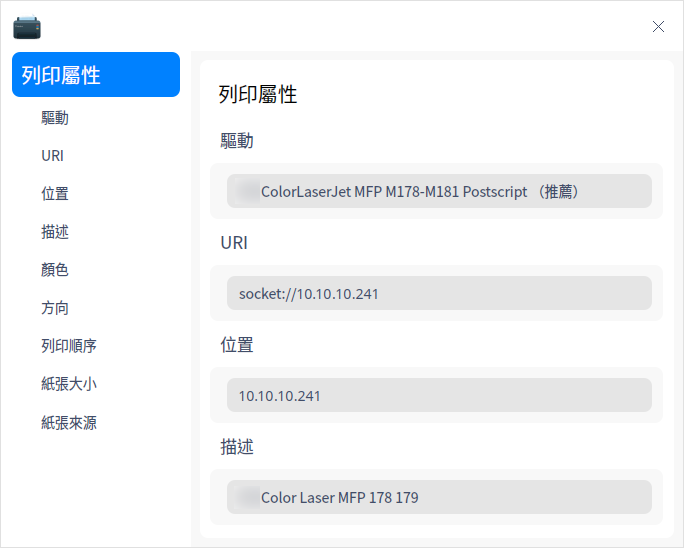 列印屬性
驅動
URI
位置
描述
顏色
方向
列印順序
紙張大小
紙張來源
列印屬性
驅動
ColorLaserJet MFP M178-M181 Postscript （推薦）
URI
socket://10.10.10.241
位置
10.10.10.241
描述
Color Laser MFP 178 179